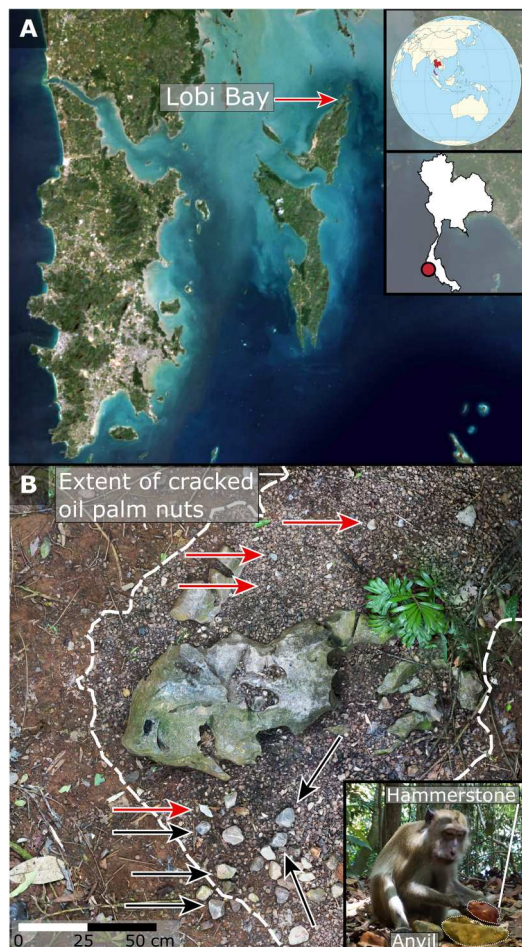 A
Lobi Bay
B
Extent of cracked
oil palm nuts
Hammerstone
Anvil
0 25 50 cm